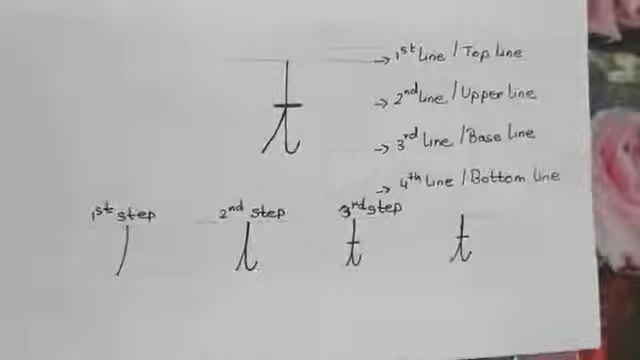 t
→ 1st Line / Top Line
→ 2nd Line / Upper Line
→ 3rd Line / Base Line
→ 4th Line / Bottom Line
1st step 2nd step 3rd step
t t